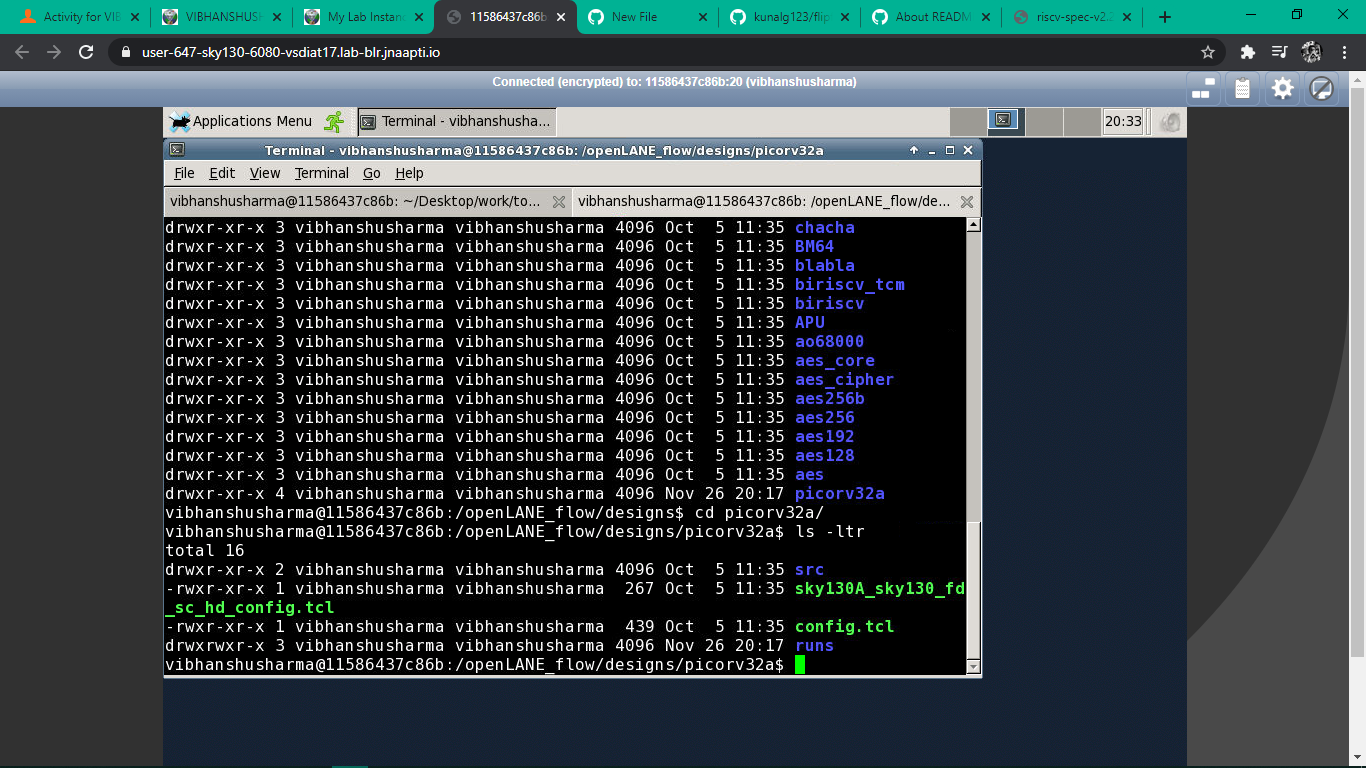 Activity for VIB
VIBHANSHUSH
My Lab Instan
11586437c86b
New File
kunalg123/flip
About README
riscv-spec-v2.
user-647-sky130-6080-vsdiat17.lab-blr.jnaapti.io
Connected (encrypted) to: 11586437c86b:20 (vibhanshusharma)
Applications Menu
Terminal - vibhanshusha...
20:33
Terminal - vibhanshusharma@11586437c86b: /openLANE_flow/designs/picorv32a
File Edit View Terminal Go Help
vibhanshusharma@11586437c86b: ~/Desktop/work/to...
vibhanshusharma@11586437c86b: /openLANE_flow/de...
drwxr-xr-x 3 vibhanshusharma vibhanshusharma 4096 Oct  5 11:35 chacha
drwxr-xr-x 3 vibhanshusharma vibhanshusharma 4096 Oct  5 11:35 BM64
drwxr-xr-x 3 vibhanshusharma vibhanshusharma 4096 Oct  5 11:35 blabla
drwxr-xr-x 3 vibhanshusharma vibhanshusharma 4096 Oct  5 11:35 biriscv_tcm
drwxr-xr-x 3 vibhanshusharma vibhanshusharma 4096 Oct  5 11:35 biriscv
drwxr-xr-x 3 vibhanshusharma vibhanshusharma 4096 Oct  5 11:35 APU
drwxr-xr-x 3 vibhanshusharma vibhanshusharma 4096 Oct  5 11:35 ao68000
drwxr-xr-x 3 vibhanshusharma vibhanshusharma 4096 Oct  5 11:35 aes_core
drwxr-xr-x 3 vibhanshusharma vibhanshusharma 4096 Oct  5 11:35 aes_cipher
drwxr-xr-x 3 vibhanshusharma vibhanshusharma 4096 Oct  5 11:35 aes256b
drwxr-xr-x 3 vibhanshusharma vibhanshusharma 4096 Oct  5 11:35 aes256
drwxr-xr-x 3 vibhanshusharma vibhanshusharma 4096 Oct  5 11:35 aes192
drwxr-xr-x 3 vibhanshusharma vibhanshusharma 4096 Oct  5 11:35 aes128
drwxr-xr-x 3 vibhanshusharma vibhanshusharma 4096 Oct  5 11:35 aes
drwxr-xr-x 4 vibhanshusharma vibhanshusharma 4096 Nov 26 20:17 picorv32a
vibhanshusharma@11586437c86b:/openLANE_flow/designs$ cd picorv32a/
vibhanshusharma@11586437c86b:/openLANE_flow/designs/picorv32a$ ls -ltr
total 16
drwxr-xr-x 2 vibhanshusharma vibhanshusharma 4096 Oct  5 11:35 src
-rwxr-xr-x 1 vibhanshusharma vibhanshusharma  267 Oct  5 11:35 sky130A_sky130_fd
_sc_hd_config.tcl
-rwxr-xr-x 1 vibhanshusharma vibhanshusharma  439 Oct  5 11:35 config.tcl
drwxrwxr-x 3 vibhanshusharma vibhanshusharma 4096 Nov 26 20:17 runs
vibhanshusharma@11586437c86b:/openLANE_flow/designs/picorv32a$